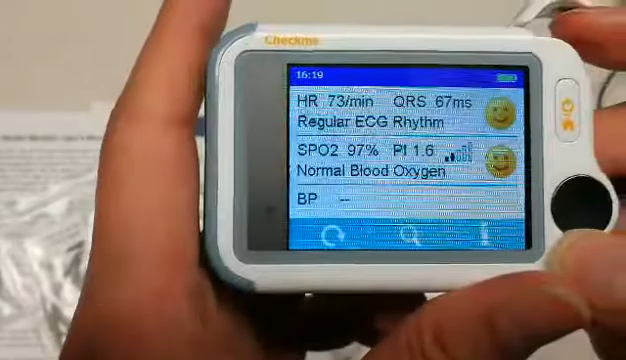 Checkme
16:19
HR 73/min QRS 67ms
Regular ECG Rhythm
SPO2 97% PI 1.6
Normal Blood Oxygen
BP --